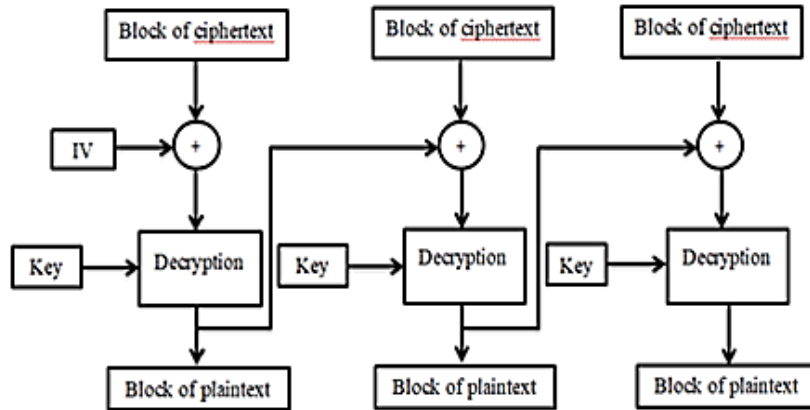 Block of ciphertext
Block of ciphertext
Block of ciphertext
IV
+
+
+
Key
Decryption
Key
Decryption
Key
Decryption
Block of plaintext
Block of plaintext
Block of plaintext